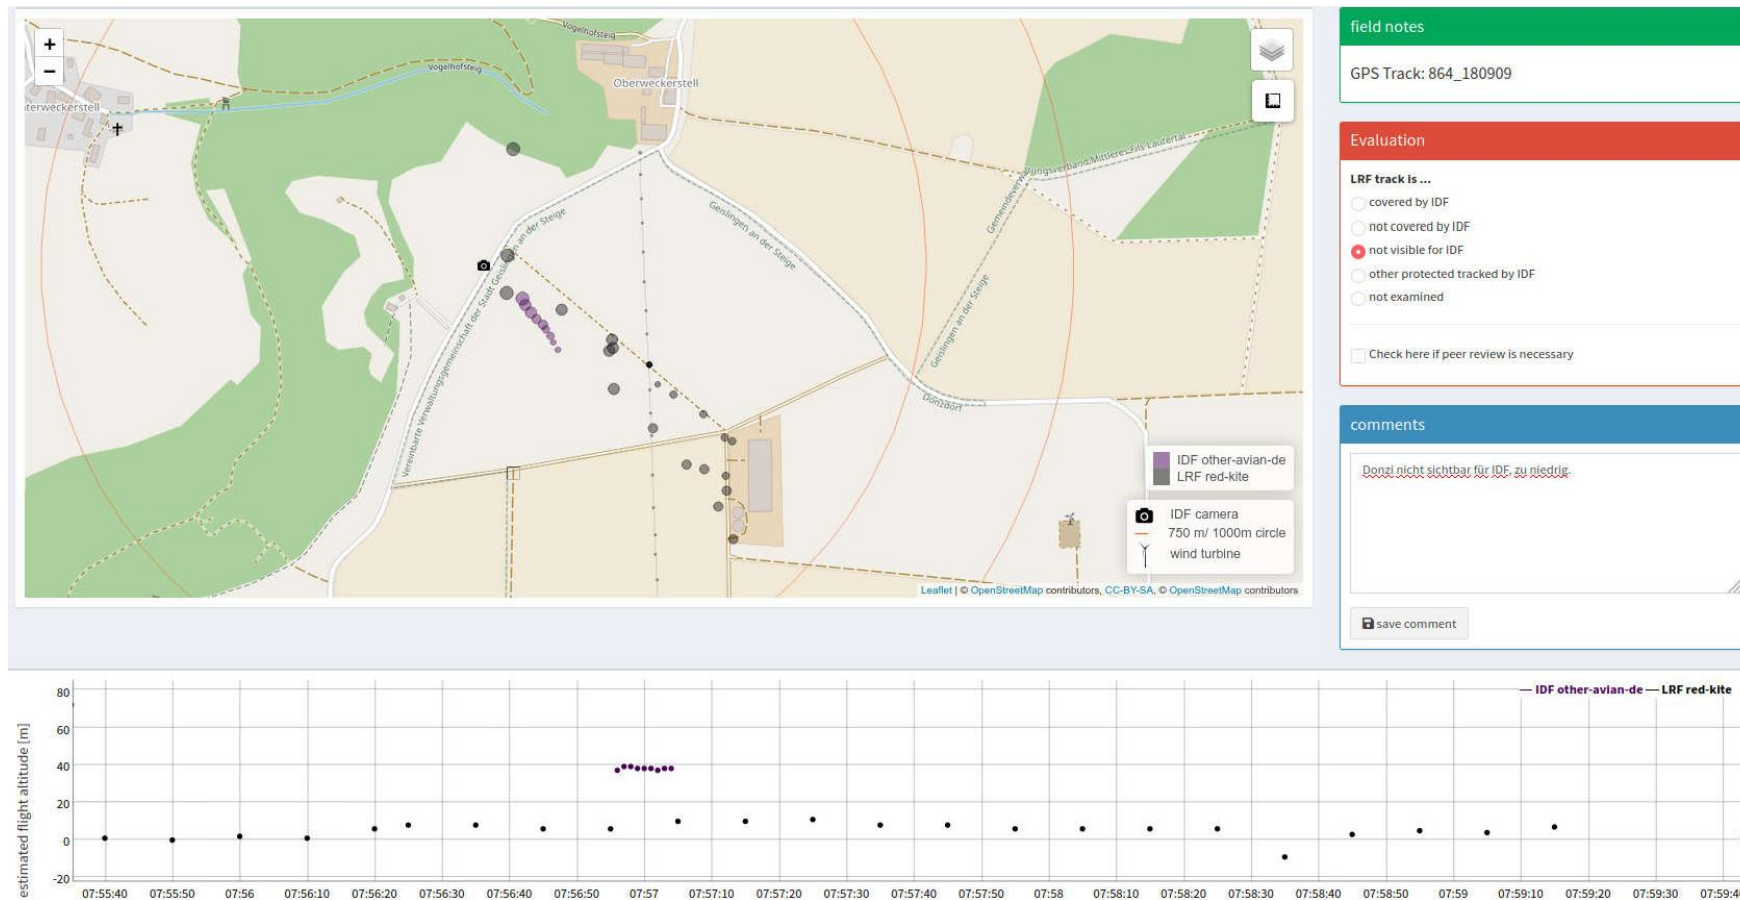 +
−
Vogelhofsteig
Vogelhofsteig
Oberweckerstell
terweckerstell
Gemeindeverwaltungsverband Mittleres Fils Lautertal
Geislingen an der Steige
Geislingen an der Steige
Vereinbarte Verwaltungsgemeinschaft der Stadt Geislingen an der Steige
Donzdorf
IDF other-avian-de
LRF red-kite
IDF camera
750 m/ 1000m circle
wind turbine
Leaflet | © OpenStreetMap contributors, CC-BY-SA, © OpenStreetMap contributors
field notes
GPS Track: 864_180909
Evaluation
LRF track is ...
covered by IDF
not covered by IDF
not visible for IDF
other protected tracked by IDF
not examined
Check here if peer review is necessary
comments
Donzi nicht sichtbar für IDF, zu niedrig.
save comment
— IDF other-avian-de — LRF red-kite
estimated flight altitude [m]
80
60
40
20
0
-20
07:55:40 07:55:50 07:56 07:56:10 07:56:20 07:56:30 07:56:40 07:56:50 07:57 07:57:10 07:57:20 07:57:30 07:57:40 07:57:50 07:58 07:58:10 07:58:20 07:58:30 07:58:40 07:58:50 07:59 07:59:10 07:59:20 07:59:30 07:59:4